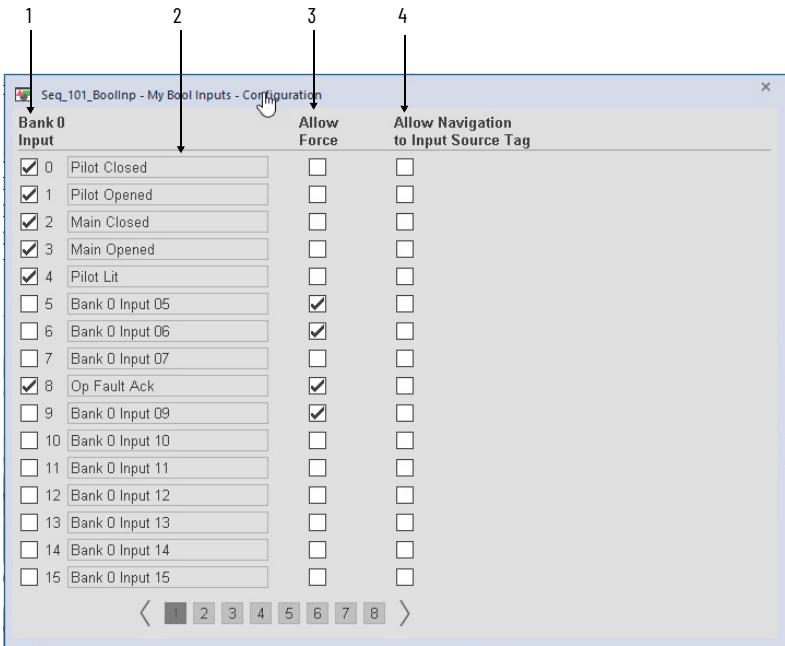 1 2 3 4
Seq_101_BoolInp - My Bool Inputs - Configuration ×
Bank 0 Allow Allow Navigation
Input Force to Input Source Tag
0 Pilot Closed
1 Pilot Opened
2 Main Closed
3 Main Opened
4 Pilot Lit
5 Bank 0 Input 05
6 Bank 0 Input 06
7 Bank 0 Input 07
8 Op Fault Ack
9 Bank 0 Input 09
10 Bank 0 Input 10
11 Bank 0 Input 11
12 Bank 0 Input 12
13 Bank 0 Input 13
14 Bank 0 Input 14
15 Bank 0 Input 15
1 2 3 4 5 6 7 8